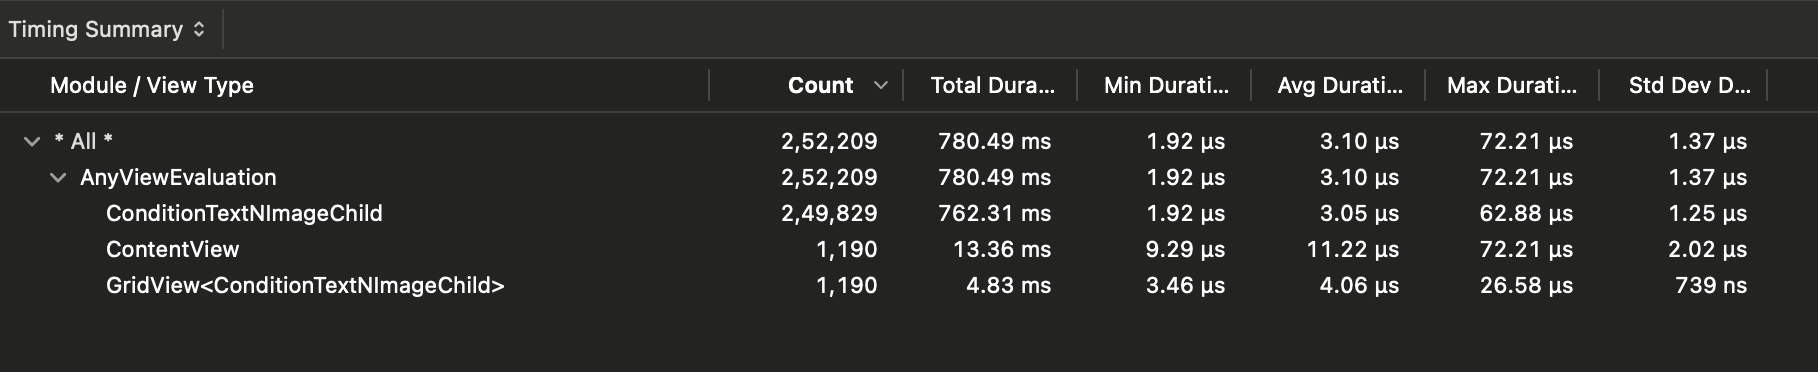 Timing Summary
Module / View Type Count Total Dura... Min Durati... Avg Durati... Max Durati... Std Dev D...
* All * 2,52,209 780.49 ms 1.92 µs 3.10 µs 72.21 µs 1.37 µs
AnyViewEvaluation 2,52,209 780.49 ms 1.92 µs 3.10 µs 72.21 µs 1.37 µs
ConditionTextNImageChild 2,49,829 762.31 ms 1.92 µs 3.05 µs 62.88 µs 1.25 µs
ContentView 1,190 13.36 ms 9.29 µs 11.22 µs 72.21 µs 2.02 µs
GridView<ConditionTextNImageChild> 1,190 4.83 ms 3.46 µs 4.06 µs 26.58 µs 739 ns